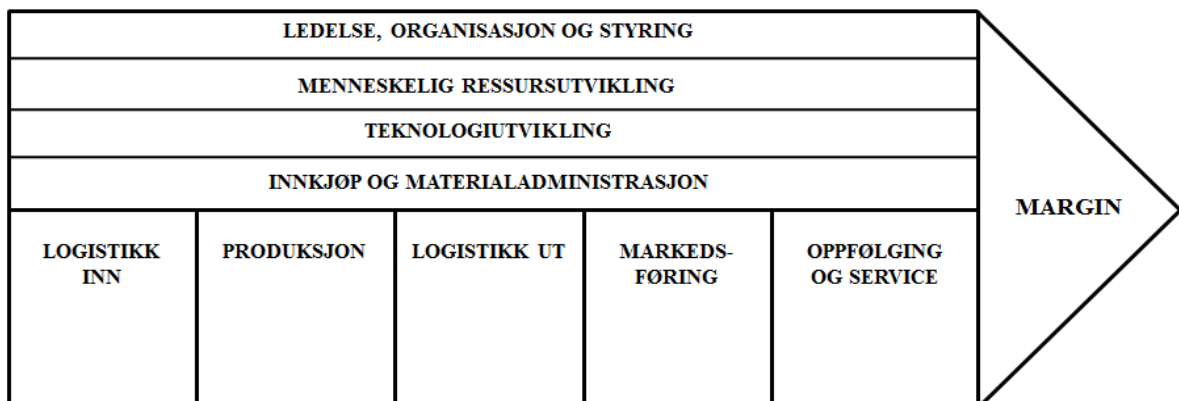 LEDELSE, ORGANISASJON OG STYRING
MENNESKELIG RESSURSUTVIKLING
TEKNOLOGIUTVIKLING
INNKJØP OG MATERIALADMINISTRASJON
MARGIN
LOGISTIKK
INN
PRODUKSJON
LOGISTIKK UT
MARKEDS-
FØRING
OPPFØLGING
OG SERVICE